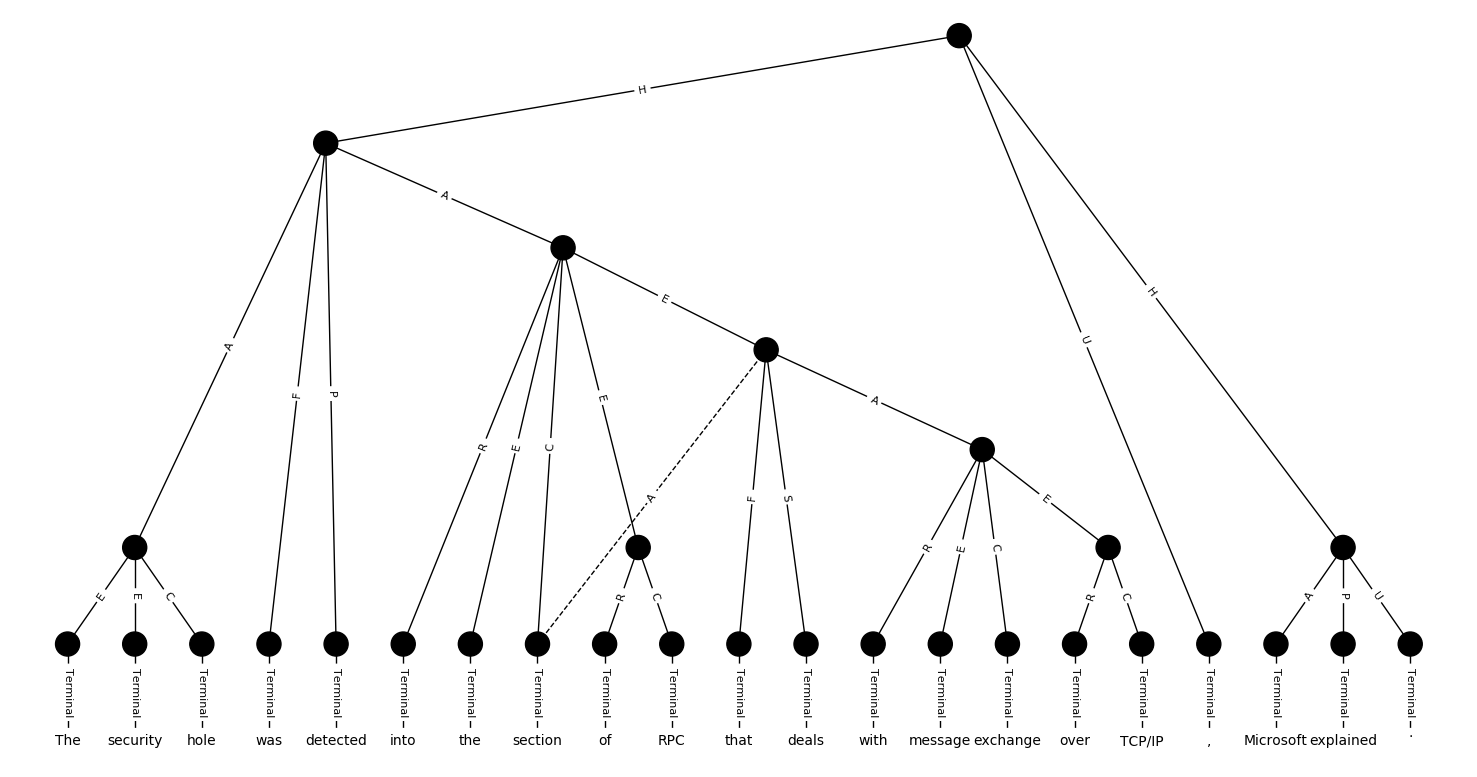 H
A
A
E
H
U
A
F
P
E
A
R
E
C
A
F
S
E
R
E
C
E
E
C
R
C
R
C
A
P
U
Terminal Terminal Terminal Terminal Terminal Terminal Terminal Terminal Terminal Terminal Terminal Terminal Terminal Terminal Terminal Terminal Terminal Terminal Terminal Terminal Terminal
The security hole was detected into the section of RPC that deals with message exchange over TCP/IP , Microsoft explained .